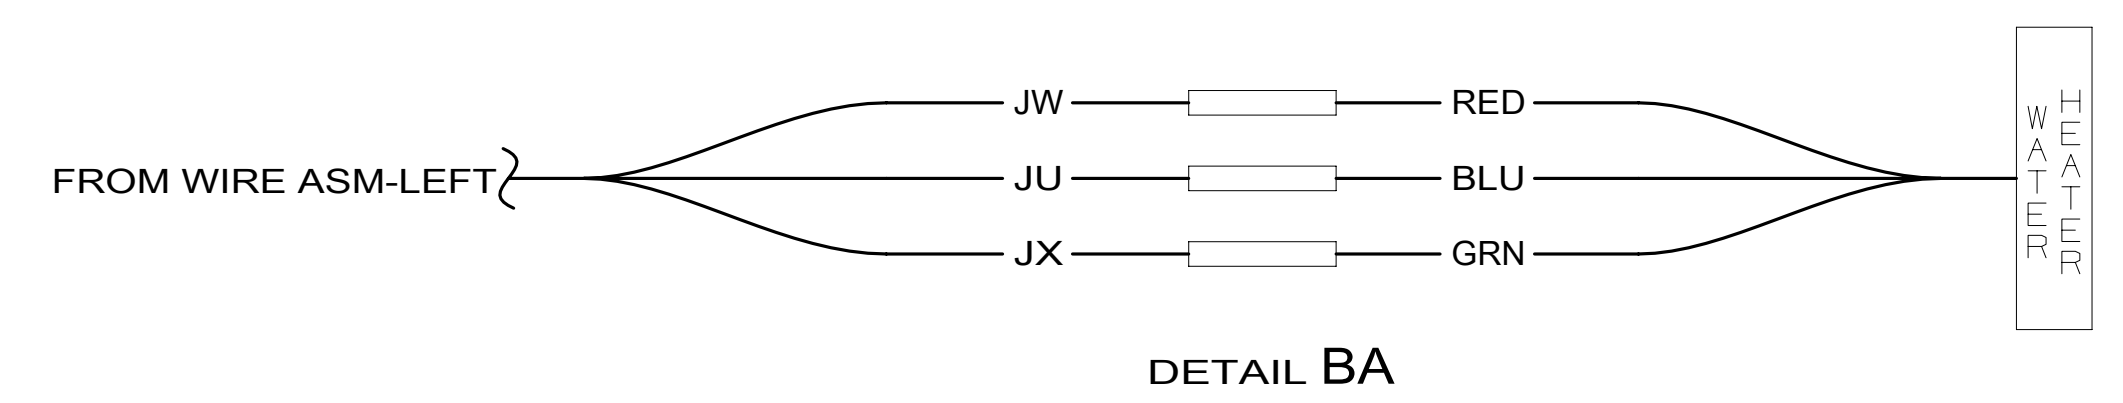 JW RED
FROM WIRE ASM-LEFT JU BLU
JX GRN
WATER
HEATER
DETAIL BA